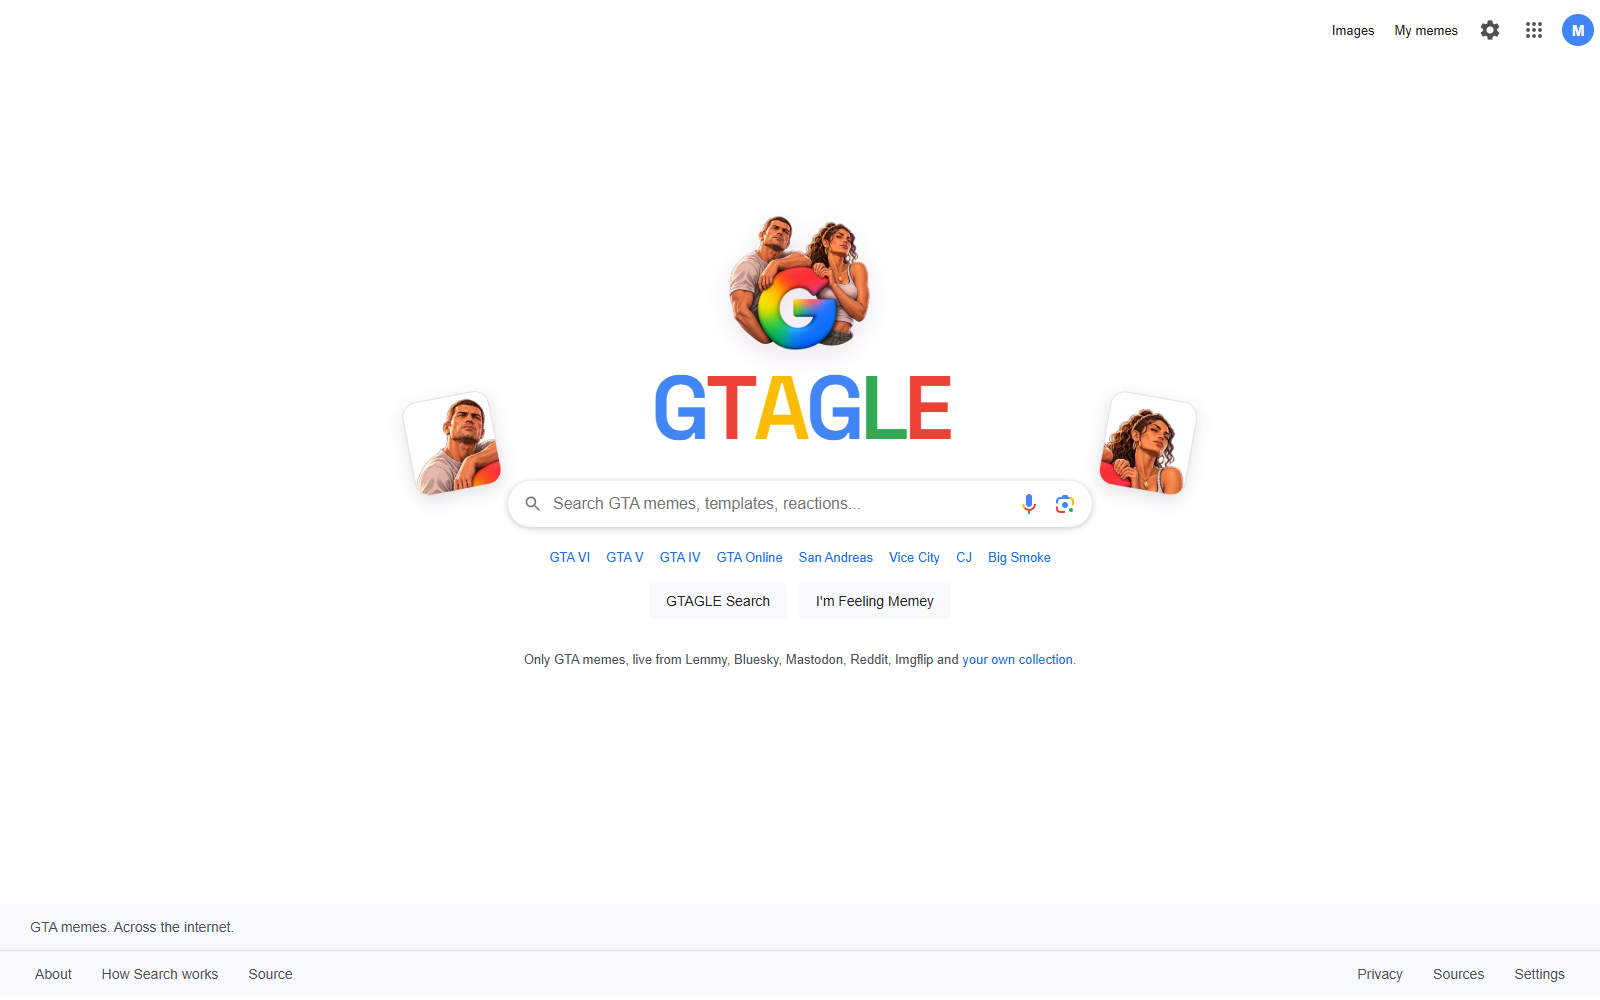 Images My memes M
G
GTAGLE
Search GTA memes, templates, reactions...
GTA VI GTA V GTA IV GTA Online San Andreas Vice City CJ Big Smoke
GTAGLE Search I'm Feeling Memey
Only GTA memes, live from Lemmy, Bluesky, Mastodon, Reddit, Imgflip and your own collection.
GTA memes. Across the internet.
About How Search works Source Privacy Sources Settings